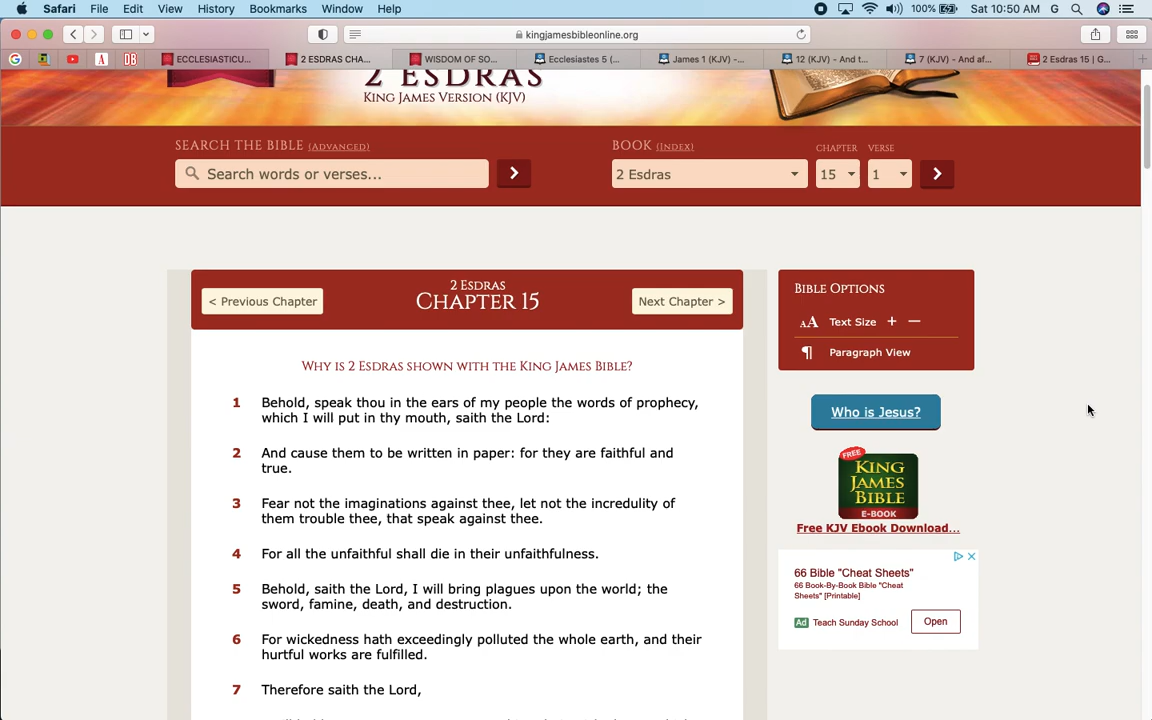 Safari File Edit View History Bookmarks Window Help 100% Sat 10:50 AM G
kingjamesbibleonline.org
ECCLESIASTICU... 2 ESDRAS CHA... WISDOM OF SO... Ecclesiastes 5 (... James 1 (KJV) -... 12 (KJV) - And t... 7 (KJV) - And af... 2 Esdras 15 | G...
2 ESDRAS
KING JAMES VERSION (KJV)
SEARCH THE BIBLE (ADVANCED)
Search words or verses...
BOOK (INDEX) CHAPTER VERSE
2 Esdras 15 1
< Previous Chapter
2 ESDRAS
CHAPTER 15
Next Chapter >
WHY IS 2 ESDRAS SHOWN WITH THE KING JAMES BIBLE?
1 Behold, speak thou in the ears of my people the words of prophecy,
which I will put in thy mouth, saith the Lord:
2 And cause them to be written in paper: for they are faithful and
true.
3 Fear not the imaginations against thee, let not the incredulity of
them trouble thee, that speak against thee.
4 For all the unfaithful shall die in their unfaithfulness.
5 Behold, saith the Lord, I will bring plagues upon the world; the
sword, famine, death, and destruction.
6 For wickedness hath exceedingly polluted the whole earth, and their
hurtful works are fulfilled.
7 Therefore saith the Lord,
BIBLE OPTIONS
AA Text Size + −
¶ Paragraph View
Who is Jesus?
FREE
KING
JAMES
BIBLE
E-BOOK
Free KJV Ebook Download...
66 Bible "Cheat Sheets"
66 Book-By-Book Bible "Cheat
Sheets" [Printable]
Ad Teach Sunday School
Open